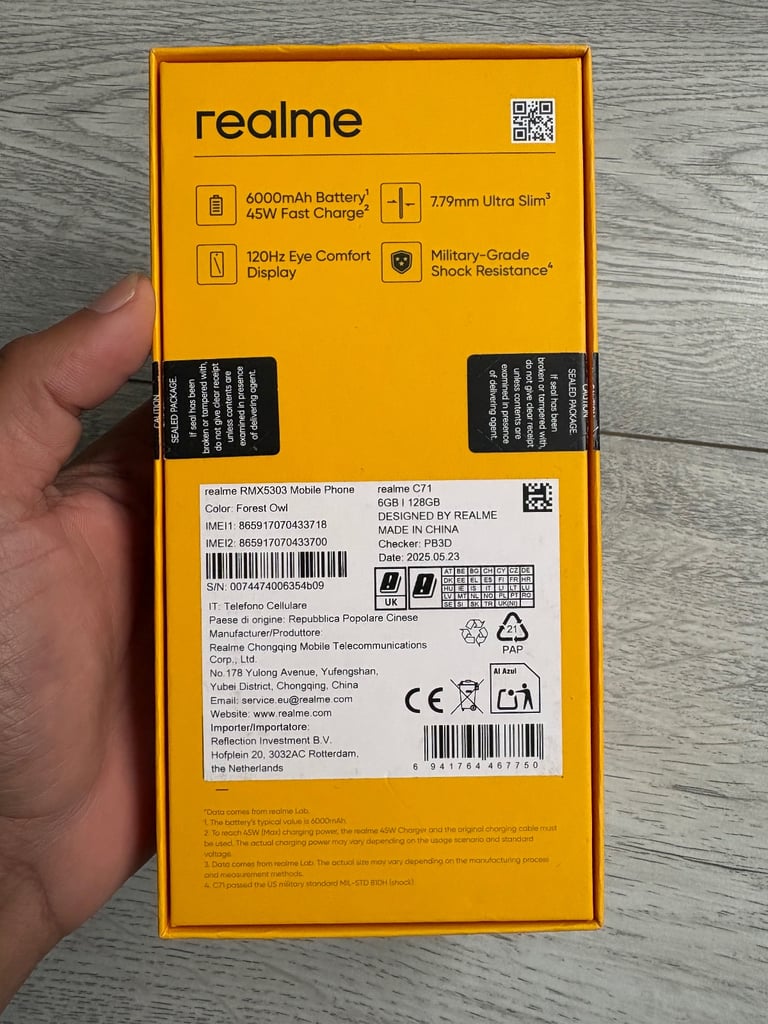 realme
6000mAh Battery¹
45W Fast Charge²
7.79mm Ultra Slim³
120Hz Eye Comfort
Display
Military-Grade
Shock Resistance⁴
CAUTION
SEALED PACKAGE.
If seal has been
broken or tampered with,
do not give clear receipt
unless contents are
examined in presence
of delivering agent.
CAUTION
SEALED PACKAGE.
If seal has been
broken or tampered with,
do not give clear receipt
unless contents are
examined in presence
of delivering agent.
realme RMX5303 Mobile Phone
Color: Forest Owl
IMEI1: 865917070433718
IMEI2: 865917070433700
S/N: 0074474006354b09
realme C71
6GB | 128GB
DESIGNED BY REALME
MADE IN CHINA
Checker: PB3D
Date: 2025.05.23
UK
AT BE BG CH CY CZ DE
DK EE EL ES FI FR HR
HU IE IS IT LI LT LU
LV MT NL NO PL PT RO
SE SI SK TR UK(NI)
IT: Telefono Cellulare
Paese di origine: Repubblica Popolare Cinese
Manufacturer/Produttore:
Realme Chongqing Mobile Telecommunications
Corp., Ltd.
No.178 Yulong Avenue, Yufengshan,
Yubei District, Chongqing, China
Email: service.eu@realme.com
Website: www.realme.com
Importer/Importatore:
Reflection Investment B.V.
Hofplein 20, 3032AC Rotterdam,
the Netherlands
21
PAP
CE
Al Azul
6 941764 467750
*Data comes from realme Lab.
1. The battery's typical value is 6000mAh.
2. To reach 45W (Max) charging power, the realme 45W Charger and the original charging cable must
be used. The actual charging power may vary depending on the usage scenario and standard
voltage.
3. Data comes from realme Lab. The actual size may vary depending on the manufacturing process
and measurement methods.
4. C71 passed the US military standard MIL-STD 810H (shock).